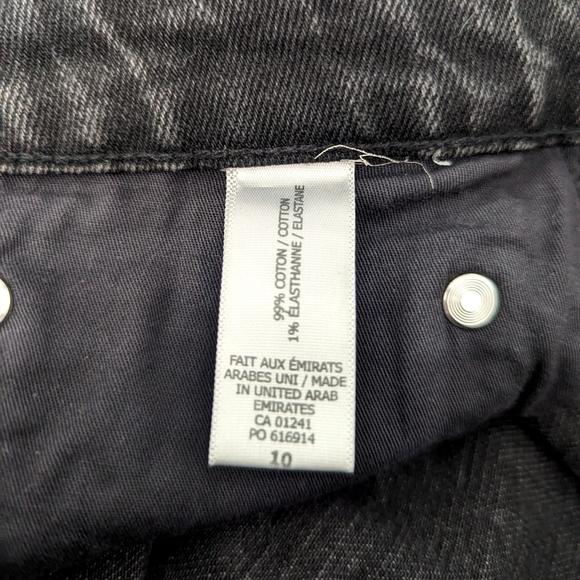 99% COTON / COTTON
1% ÉLASTHANNE / ELASTANE
FAIT AUX ÉMIRATS
ARABES UNI / MADE
IN UNITED ARAB
EMIRATES
CA 01241
PO 616914
10